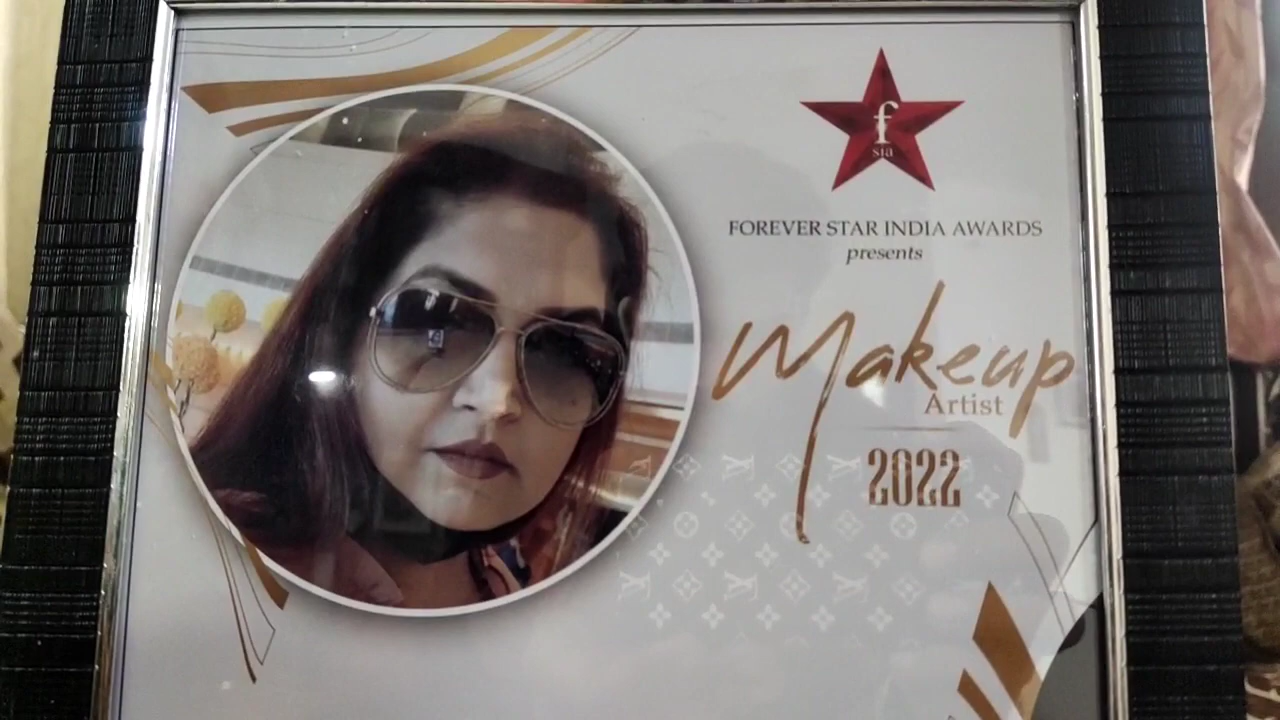 f
sia
FOREVER STAR INDIA AWARDS
presents
Makeup
Artist
2022